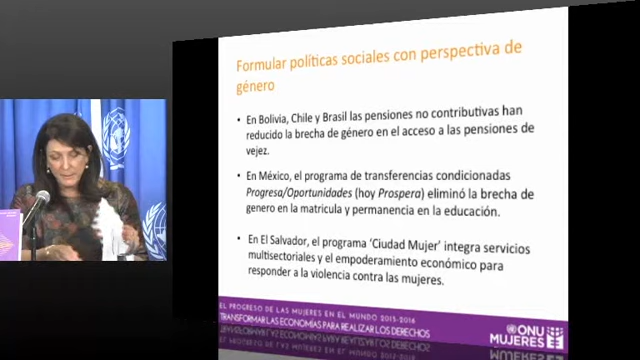 Formular políticas sociales con perspectiva de
género
• En Bolivia, Chile y Brasil las pensiones no contributivas han
reducido la brecha de género en el acceso a las pensiones de
vejez.
• En México, el programa de transferencias condicionadas
Progresa/Oportunidades (hoy Prospera) eliminó la brecha de
genero en la matricula y permanencia en la educación.
• En El Salvador, el programa ‘Ciudad Mujer’ integra servicios
multisectoriales y el empoderamiento económico para
responder a la violencia contra las mujeres.
EL PROGRESO DE LAS MUJERES EN EL MUNDO 2015-2016
TRANSFORMAR LAS ECONOMÍAS PARA REALIZAR LOS DERECHOS
ONU
MUJERES